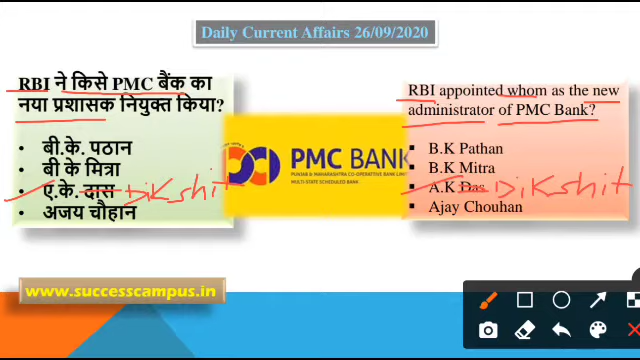 Daily Current Affairs 26/09/2020
RBI ने किसे PMC बैंक का
नया प्रशासक नियुक्त किया?
• बी.के. पठान
• बी के मित्रा
• ए.के. दास Dikshit
• अजय चौहान
PMC BANK
PUNJAB & MAHARASHTRA CO-OPERATIVE BANK LIMITED
MULTI-STATE SCHEDULED BANK
RBI appointed whom as the new
administrator of PMC Bank?
• B.K Pathan
• B.K Mitra
• A.K Das Dikshit
• Ajay Chouhan
www.successcampus.in